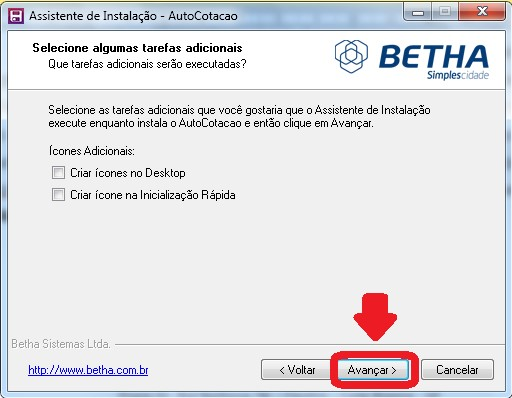 Assistente de Instalação - AutoCotacao
Selecione algumas tarefas adicionais
Que tarefas adicionais serão executadas?
BETHA
Simplescidade
Selecione as tarefas adicionais que você gostaria que o Assistente de Instalação
execute enquanto instala o AutoCotacao e então clique em Avançar.
Ícones Adicionais:
Criar ícones no Desktop
Criar ícone na Inicialização Rápida
Betha Sistemas Ltda.
http://www.betha.com.br
< Voltar
Avançar >
Cancelar